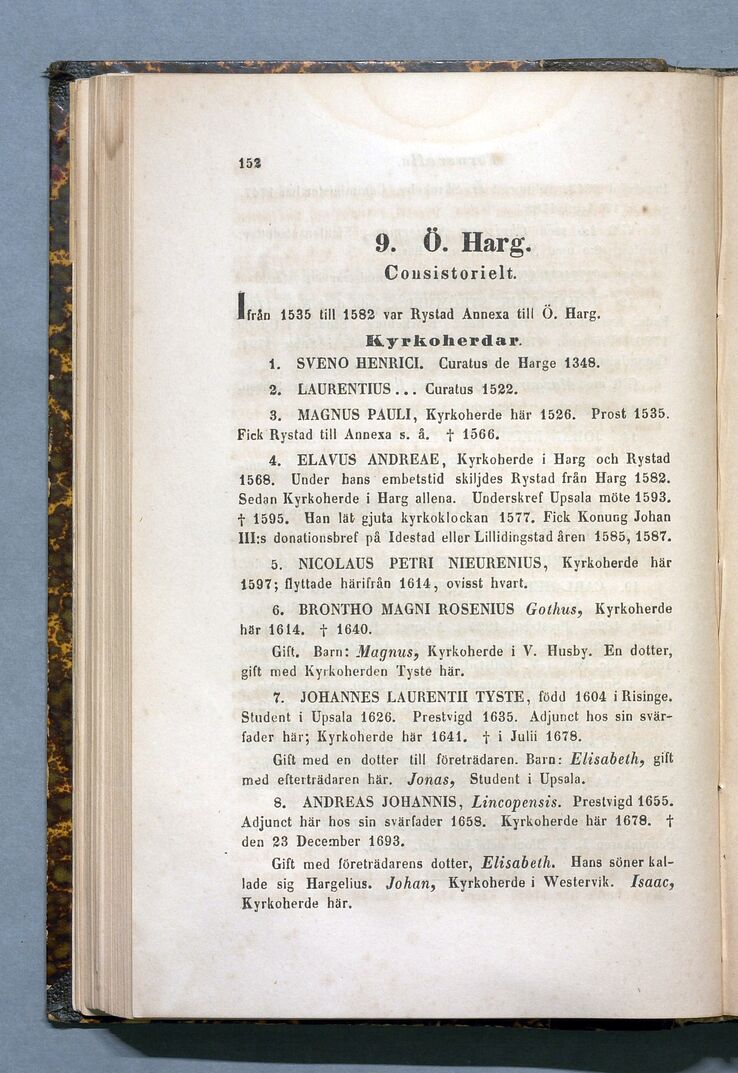 152
9. Ö. Harg.
Consistorielt.
Ifrån 1535 till 1582 var Rystad Annexa till Ö. Harg.
Kyrkoherdar.
1. SVENO HENRICI. Curatus de Harge 1348.
2. LAURENTIUS... Curatus 1522.
3. MAGNUS PAULI, Kyrkoherde här 1526. Prost 1535.
Fick Rystad till Annexa s. å. † 1566.
4. ELAVUS ANDREAE, Kyrkoherde i Harg och Rystad
1568. Under hans embetstid skiljdes Rystad från Harg 1582.
Sedan Kyrkoherde i Harg allena. Underskref Upsala möte 1593.
† 1595. Han lät gjuta kyrkoklockan 1577. Fick Konung Johan
III:s donationsbref på Idestad eller Lillidingstad åren 1585, 1587.
5. NICOLAUS PETRI NIEURENIUS, Kyrkoherde här
1597; flyttade härifrån 1614, ovisst hvart.
6. BRONTHO MAGNI ROSENIUS Gothus, Kyrkoherde
här 1614. † 1640.
Gift. Barn: Magnus, Kyrkoherde i V. Husby. En dotter,
gift med Kyrkoherden Tyste här.
7. JOHANNES LAURENTII TYSTE, född 1604 i Risinge.
Student i Upsala 1626. Prestvigd 1635. Adjunct hos sin svär-
fader här; Kyrkoherde här 1641. † i Julii 1678.
Gift med en dotter till företrädaren. Barn: Elisabeth, gift
med efterträdaren här. Jonas, Student i Upsala.
8. ANDREAS JOHANNIS, Lincopensis. Prestvigd 1655.
Adjunct här hos sin svärfader 1658. Kyrkoherde här 1678. †
den 23 December 1693.
Gift med företrädarens dotter, Elisabeth. Hans söner kal-
lade sig Hargelius. Johan, Kyrkoherde i Westervik. Isaac,
Kyrkoherde här.